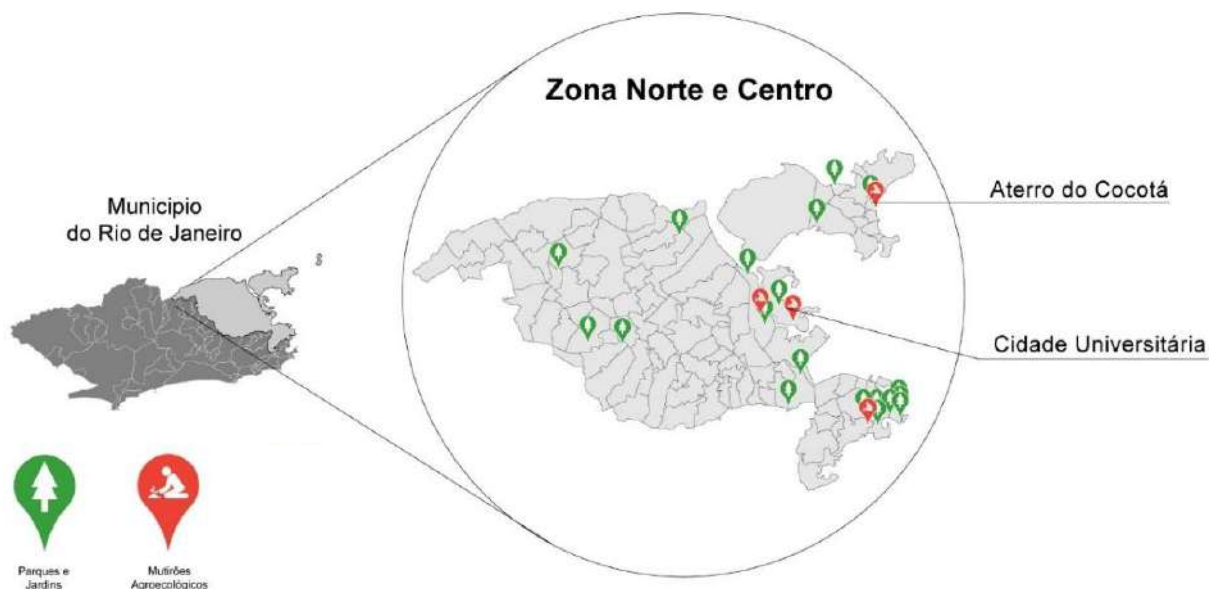 Zona Norte e Centro
Municipio
do Rio de Janeiro
Aterro do Cocotá
Cidade Universitária
Parques e
Jardins
Mutirões
Agroecológicos